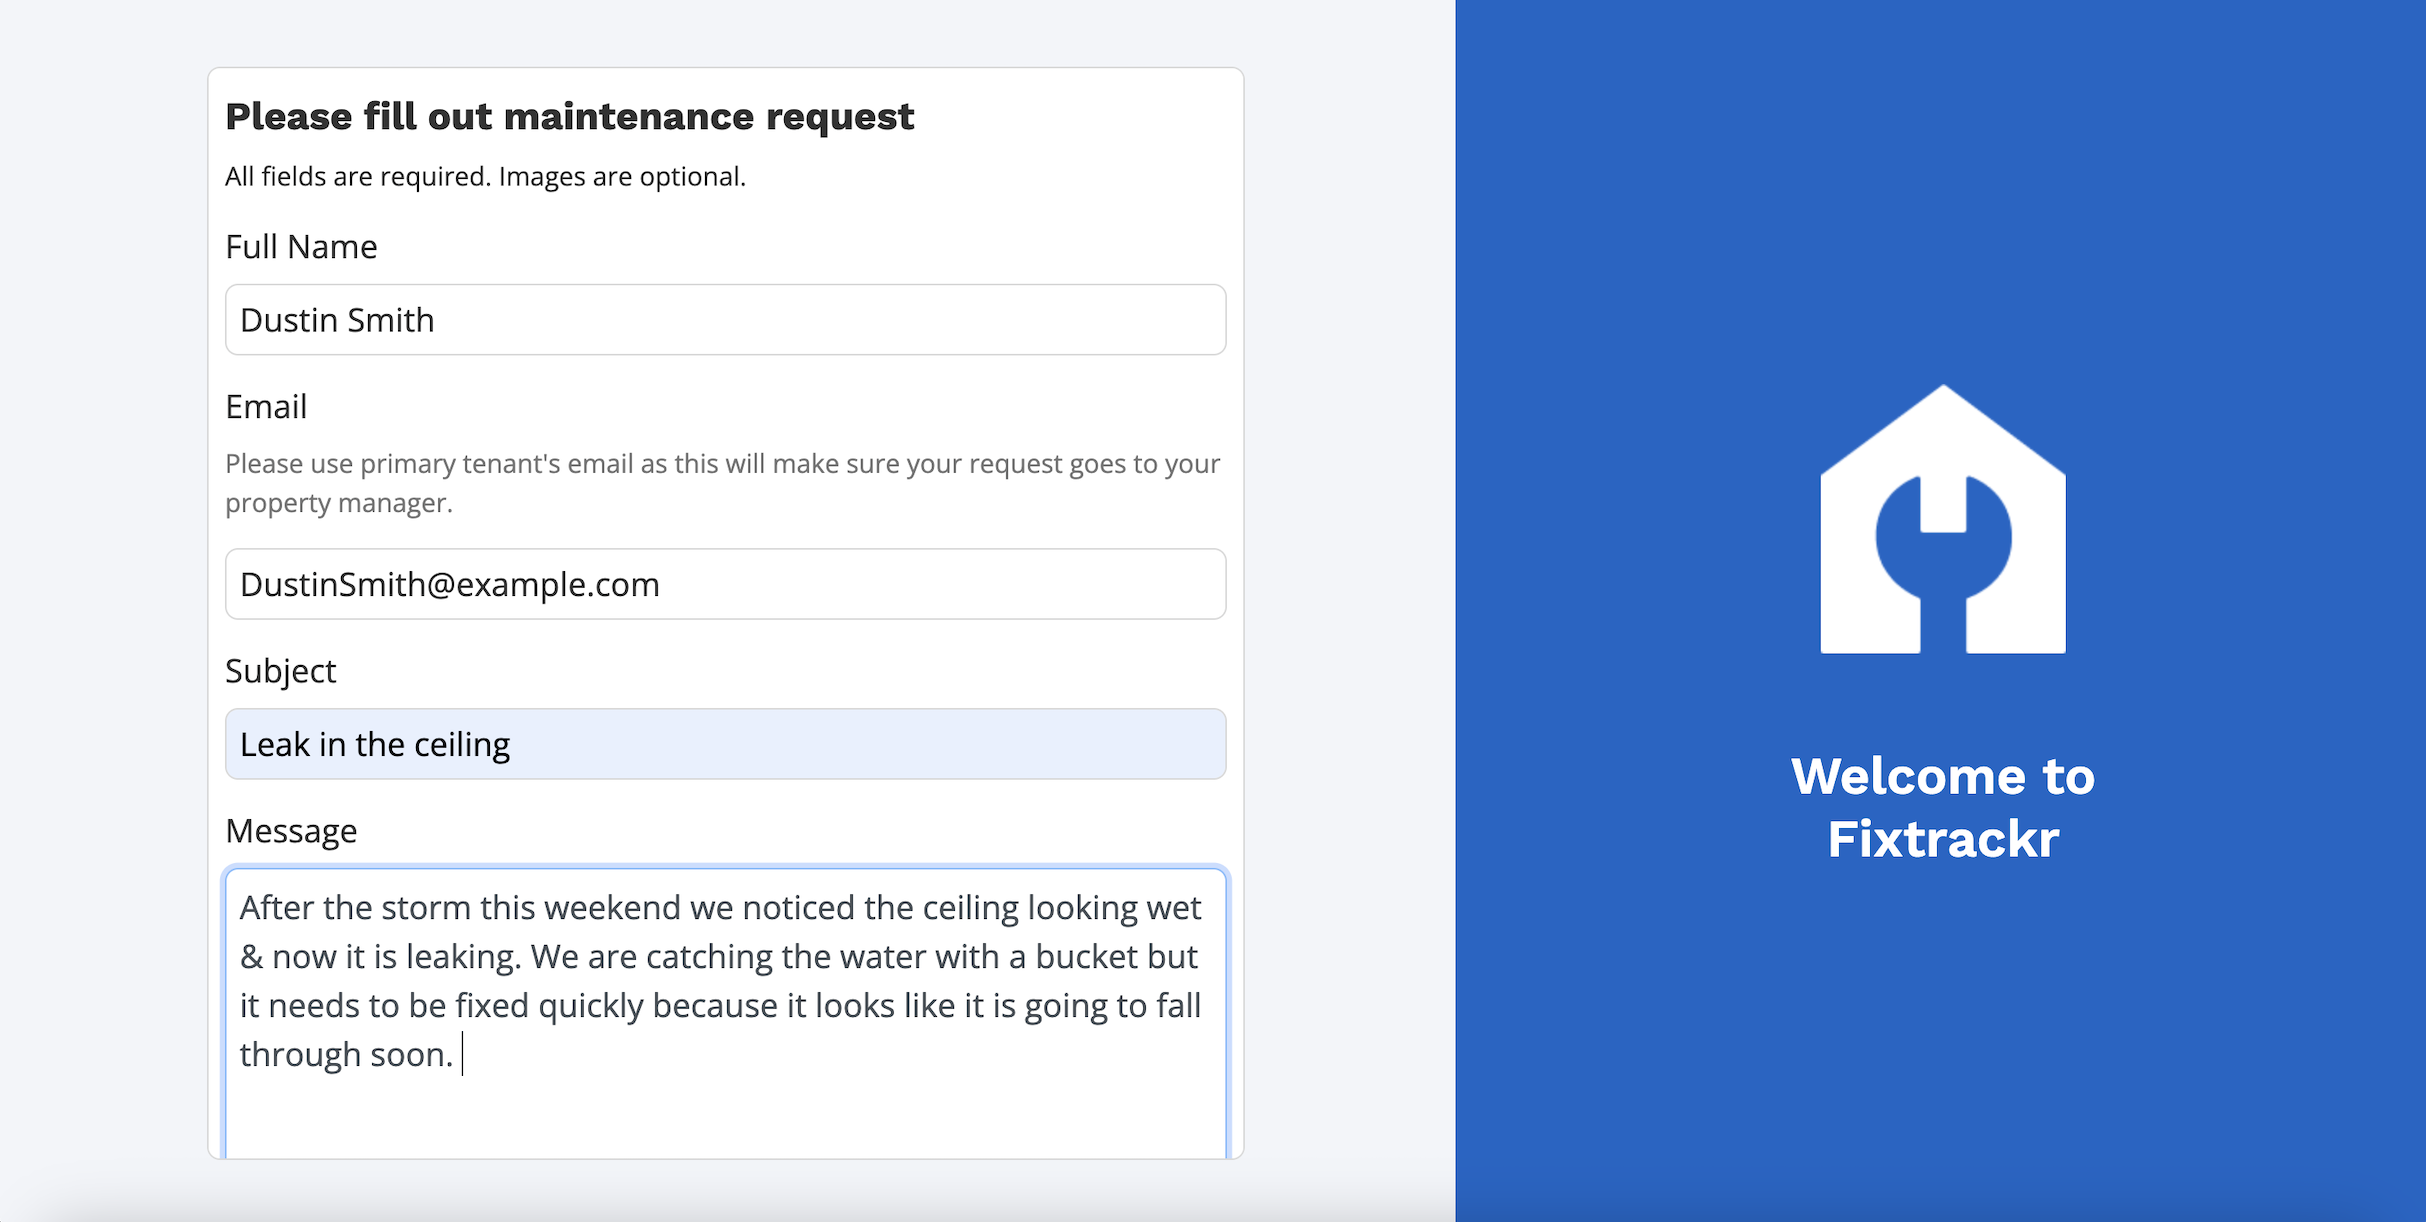 Please fill out maintenance request
All fields are required. Images are optional.
Full Name
Dustin Smith
Email
Please use primary tenant's email as this will make sure your request goes to your
property manager.
DustinSmith@example.com
Subject
Leak in the ceiling
Message
After the storm this weekend we noticed the ceiling looking wet
& now it is leaking. We are catching the water with a bucket but
it needs to be fixed quickly because it looks like it is going to fall
through soon.
Welcome to
Fixtrackr